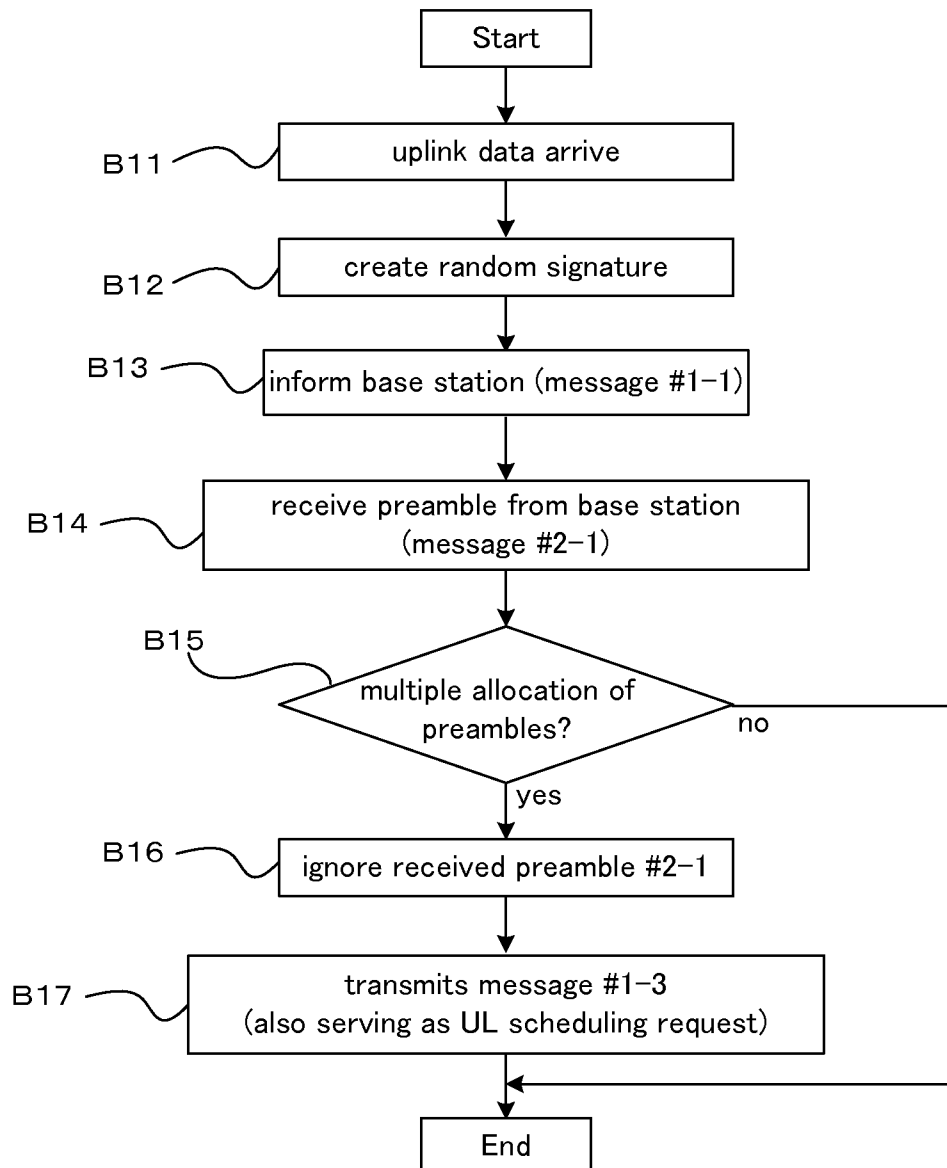 Start
B11
uplink data arrive
B12
create random signature
B13
inform base station (message #1-1)
B14
receive preamble from base station
(message #2-1)
B15
multiple allocation of
preambles?
no
yes
B16
ignore received preamble #2-1
B17
transmits message #1-3
(also serving as UL scheduling request)
End